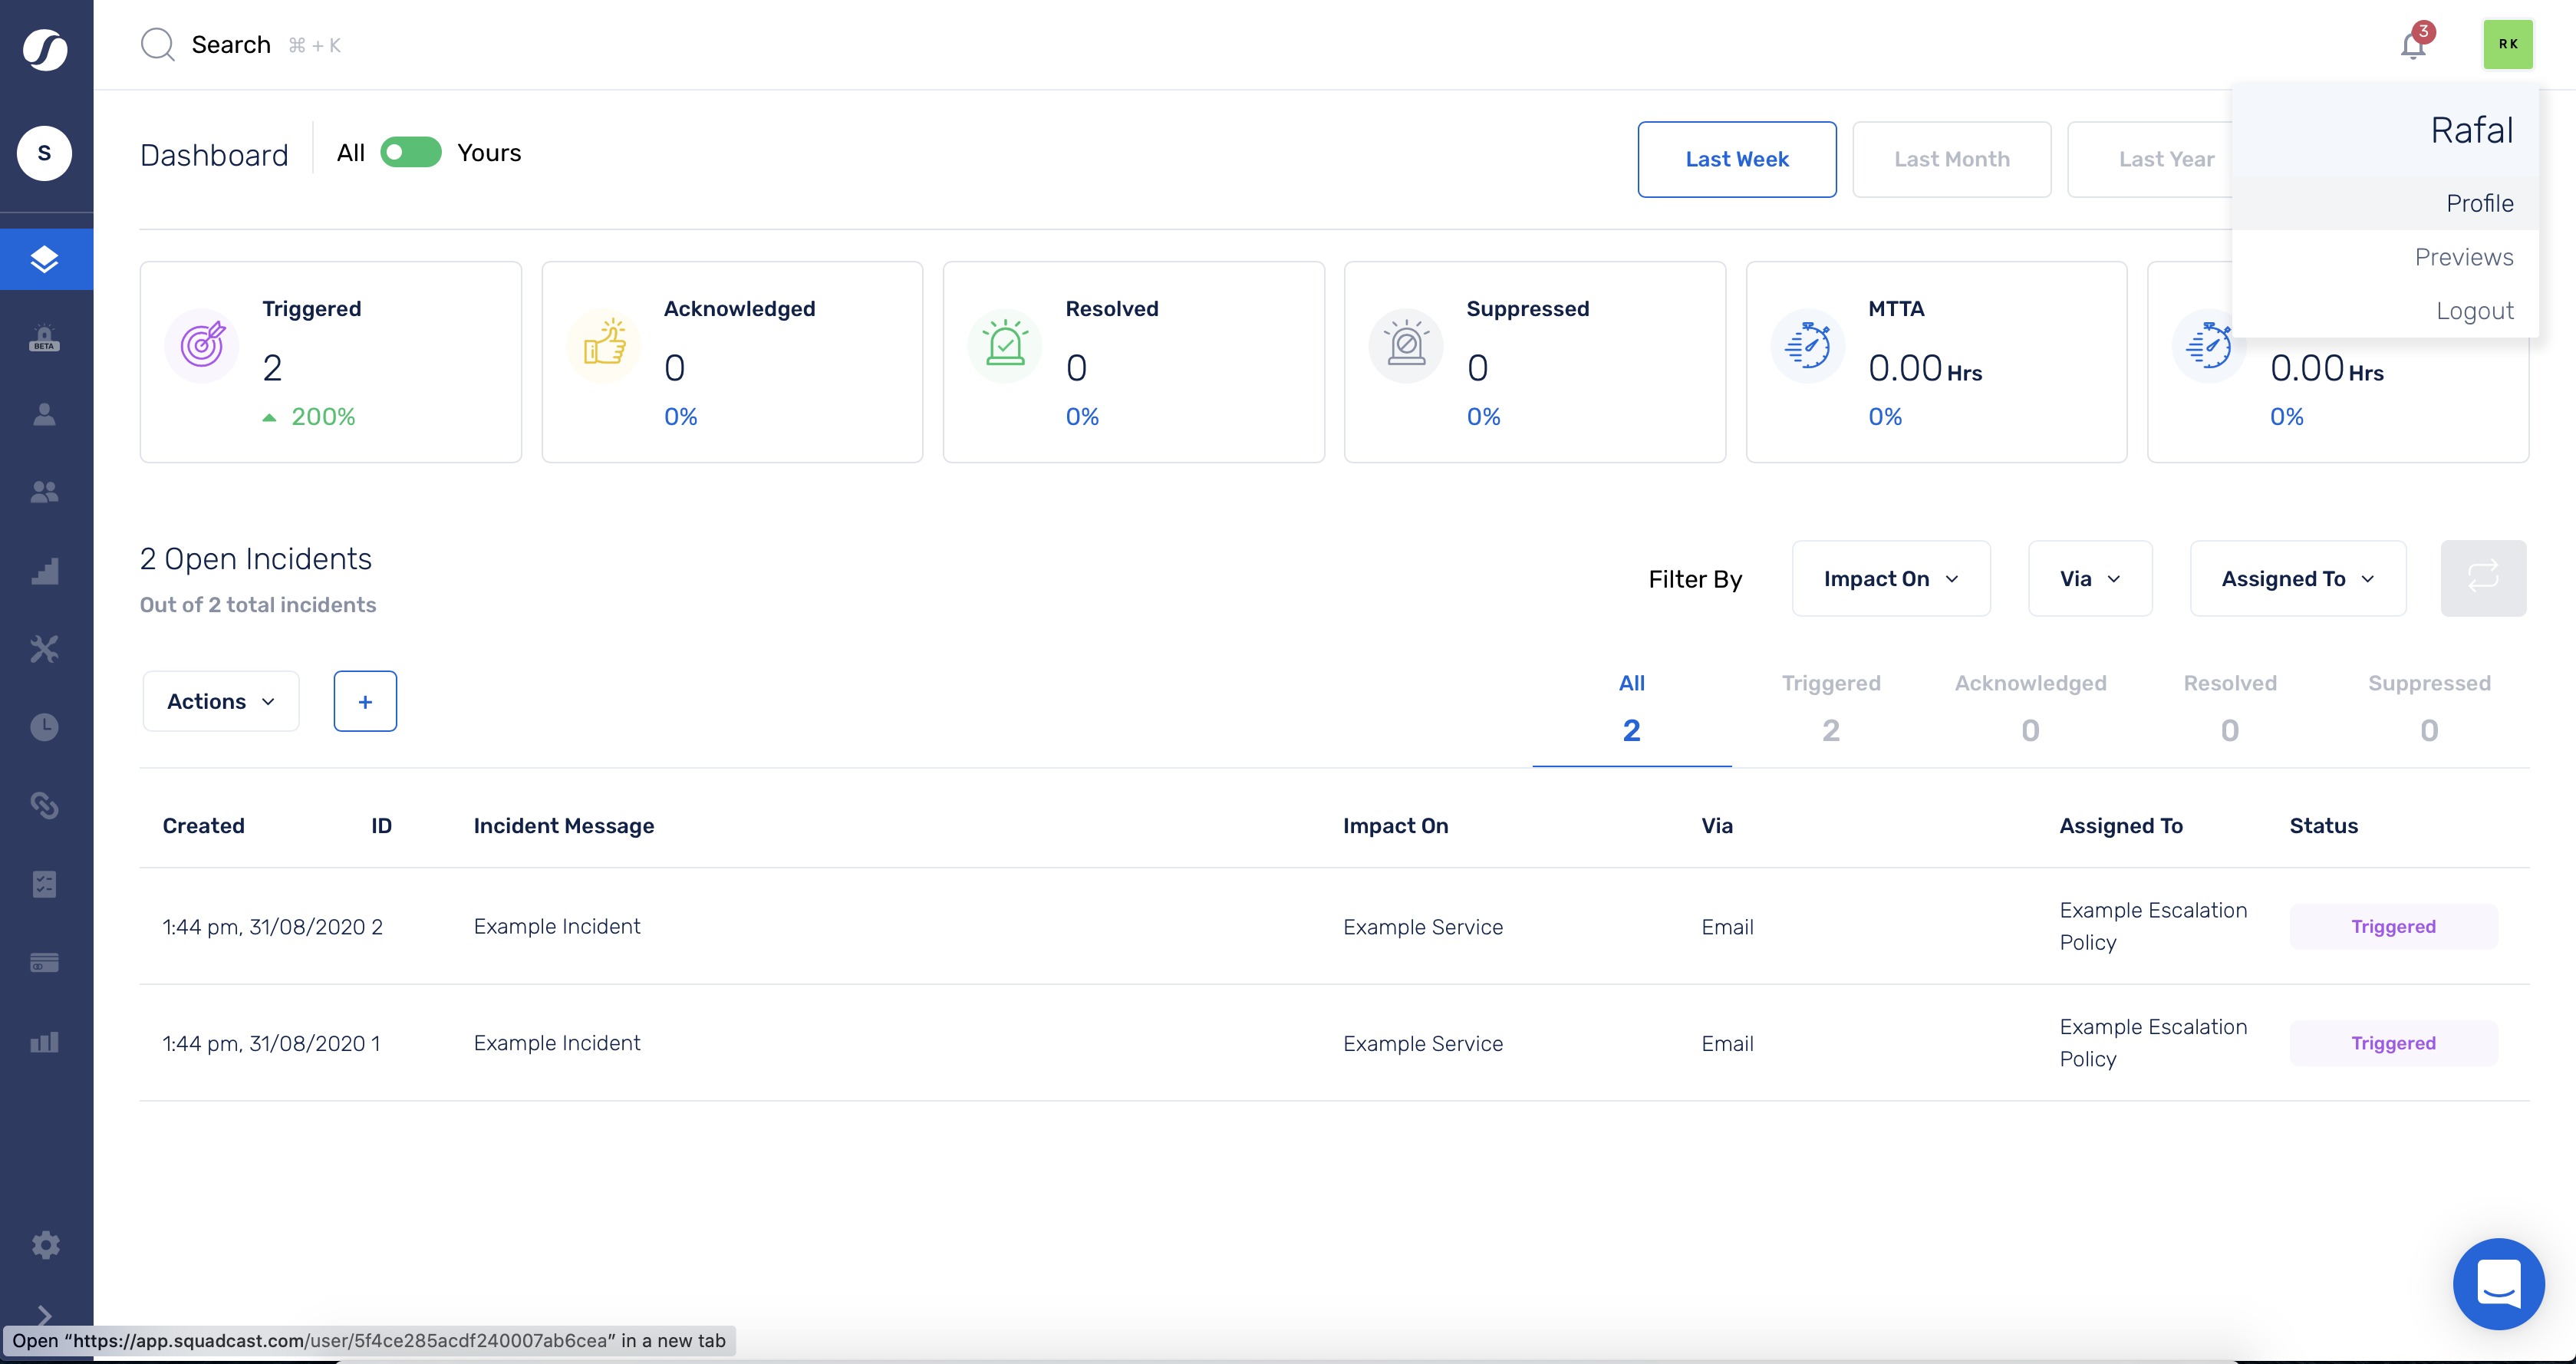 Search ⌘ + K
3
RK
S
Dashboard
All
Yours
Last Week
Last Month
Last Year
Rafal
Profile
Previews
Logout
BETA
Triggered
2
200%
Acknowledged
0
0%
Resolved
0
0%
Suppressed
0
0%
MTTA
0.00 Hrs
0%
0.00 Hrs
0%
2 Open Incidents
Out of 2 total incidents
Filter By
Impact On
Via
Assigned To
Actions
+
All
2
Triggered
2
Acknowledged
0
Resolved
0
Suppressed
0
Created ID Incident Message Impact On Via Assigned To Status
1:44 pm, 31/08/2020 2 Example Incident Example Service Email Example Escalation
Policy
Triggered
1:44 pm, 31/08/2020 1 Example Incident Example Service Email Example Escalation
Policy
Triggered
Open “https://app.squadcast.com/user/5f4ce285acdf240007ab6cea” in a new tab